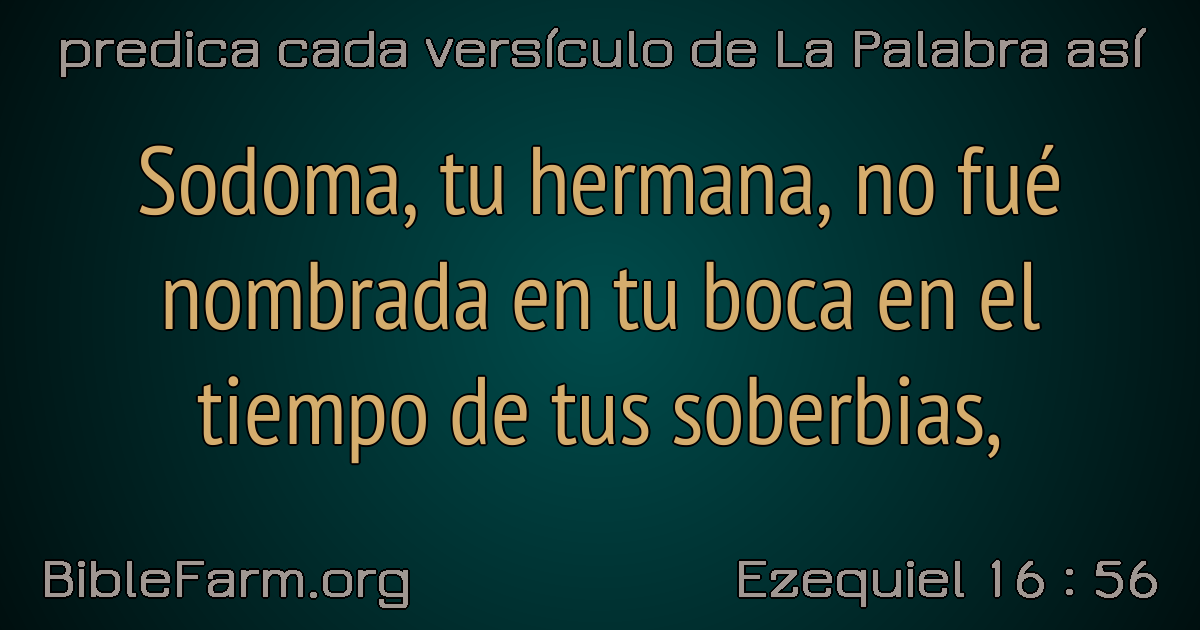 predica cada versículo de La Palabra así
Sodoma, tu hermana, no fué
nombrada en tu boca en el
tiempo de tus soberbias,
BibleFarm.org
Ezequiel 16 : 56